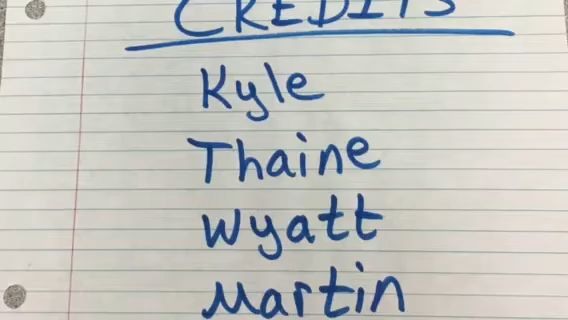 CREDITS
Kyle
Thaine
Wyatt
Martin